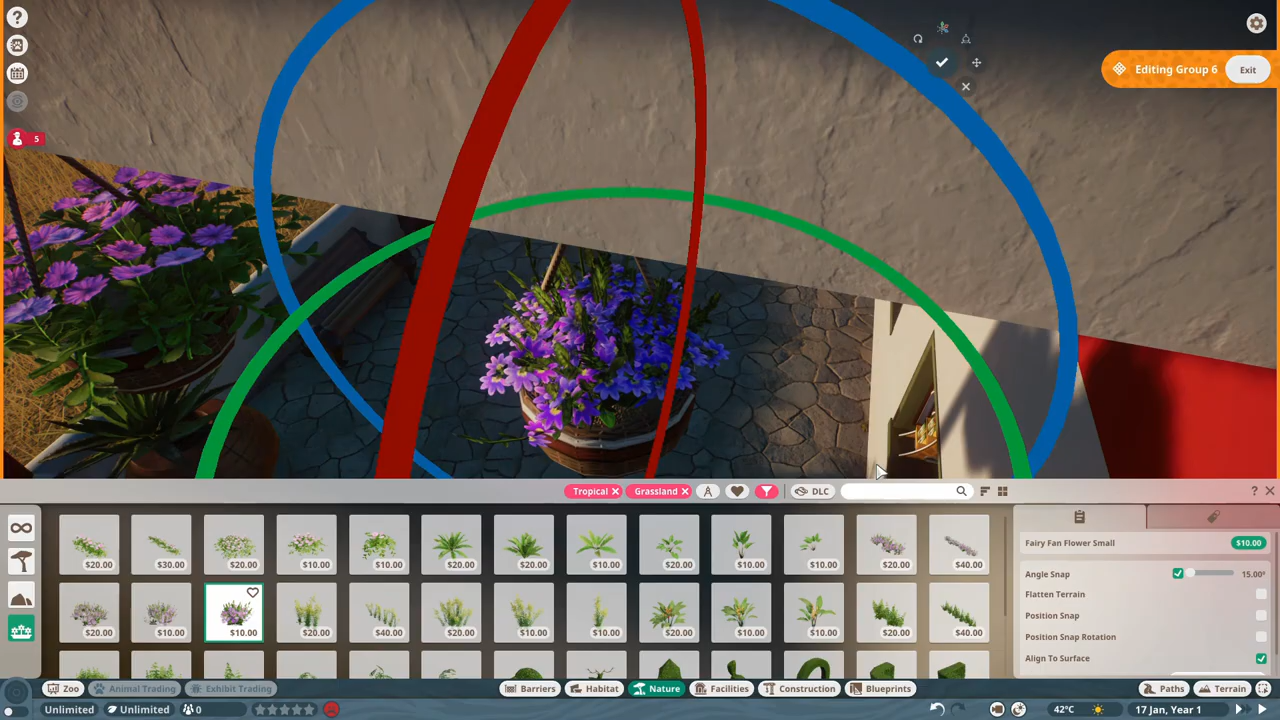 ?
Editing Group 6 Exit
5
Tropical × Grassland × DLC
? ×
$20.00 $30.00 $20.00 $10.00 $10.00 $20.00 $20.00 $10.00 $20.00 $10.00 $10.00 $20.00 $40.00
$20.00 $10.00 $10.00 $20.00 $40.00 $20.00 $10.00 $10.00 $20.00 $10.00 $10.00 $20.00 $40.00
Fairy Fan Flower Small $10.00
Angle Snap 15.00°
Flatten Terrain
Position Snap
Position Snap Rotation
Align To Surface
Zoo Animal Trading Exhibit Trading Barriers Habitat Nature Facilities Construction Blueprints Paths Terrain
Unlimited Unlimited 0 42°C 17 Jan, Year 1